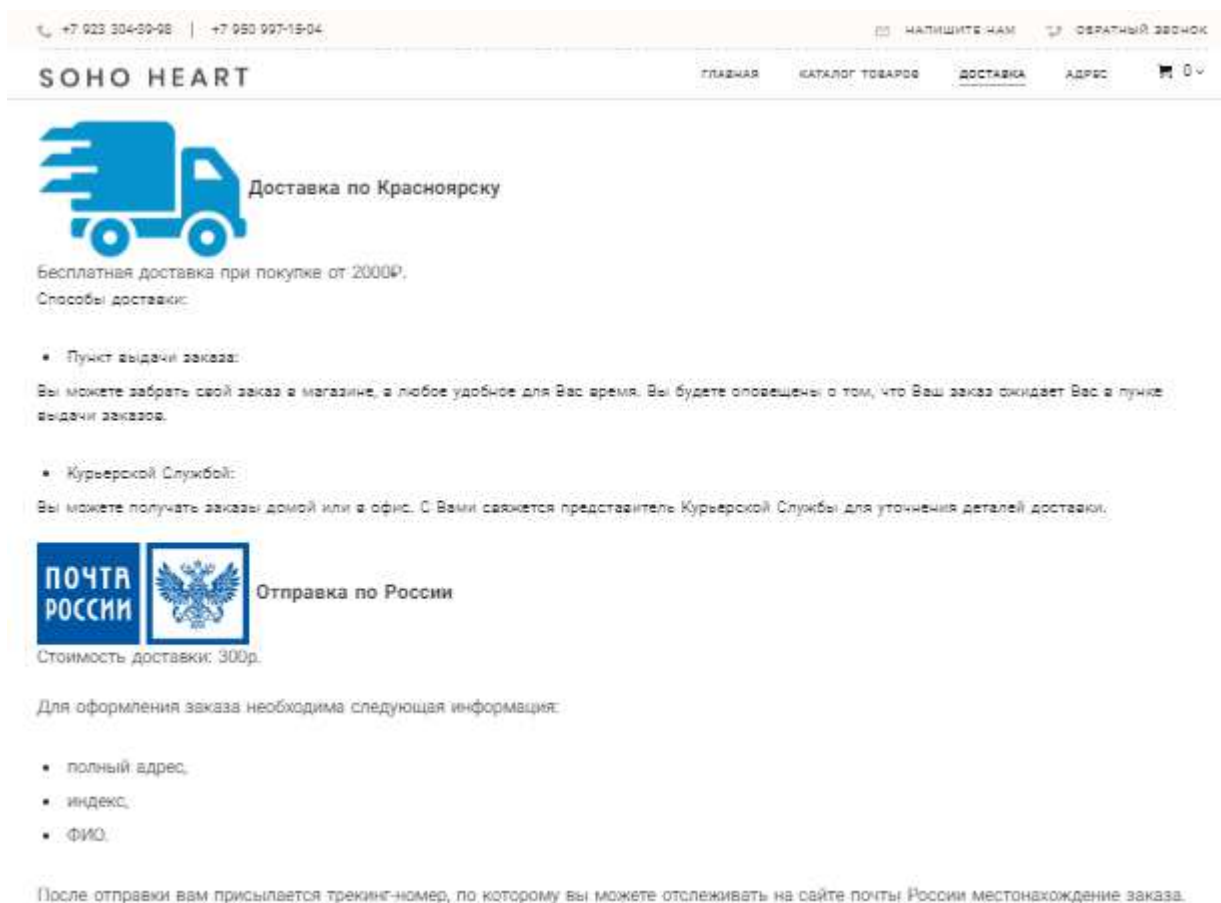 +7 923 304-39-98 | +7 950 997-15-04 НАПИШИТЕ НАМ ОБРАТНЫЙ ЗВОНОК
SOHO HEART ГЛАВНАЯ КАТАЛОГ ТОВАРОВ ДОСТАВКА АДРЕС 0
Доставка по Красноярску
Бесплатная доставка при покупке от 2000₽.
Способы доставки:
• Пункт выдачи заказа:
Вы можете забрать свой заказ в магазине, в любое удобное для Вас время. Вы будете оповещены о том, что Ваш заказ ожидает Вас в пунке
выдачи заказов.
• Курьерской Службой:
Вы можете получать заказы домой или в офис. С Вами свяжется представитель Курьерской Службы для уточнения деталей доставки.
ПОЧТА
РОССИИ
Отправка по России
Стоимость доставки: 300р.
Для оформления заказа необходима следующая информация:
• полный адрес,
• индекс,
• ФИО.
После отправки вам присылается трекинг-номер, по которому вы можете отслеживать на сайте почты России местонахождение заказа.